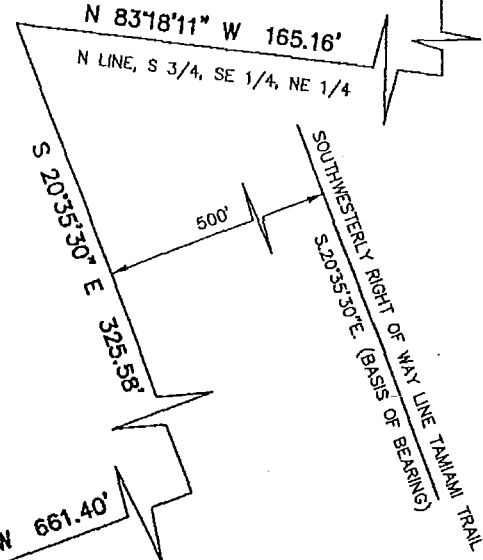 N 83°18'11" W 165.16'
N LINE, S 3/4, SE 1/4, NE 1/4
S 20°35'30" E 325.58'
500'
SOUTHWESTERLY RIGHT OF WAY LINE TAMIAMI TRAIL
S.20°35'30"E. (BASIS OF BEARING)
W 661.40'